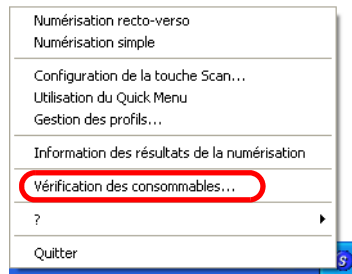 Numérisation recto-verso
Numérisation simple
Configuration de la touche Scan...
Utilisation du Quick Menu
Gestion des profils...
Information des résultats de la numérisation
Vérification des consommables...
?
Quitter
S